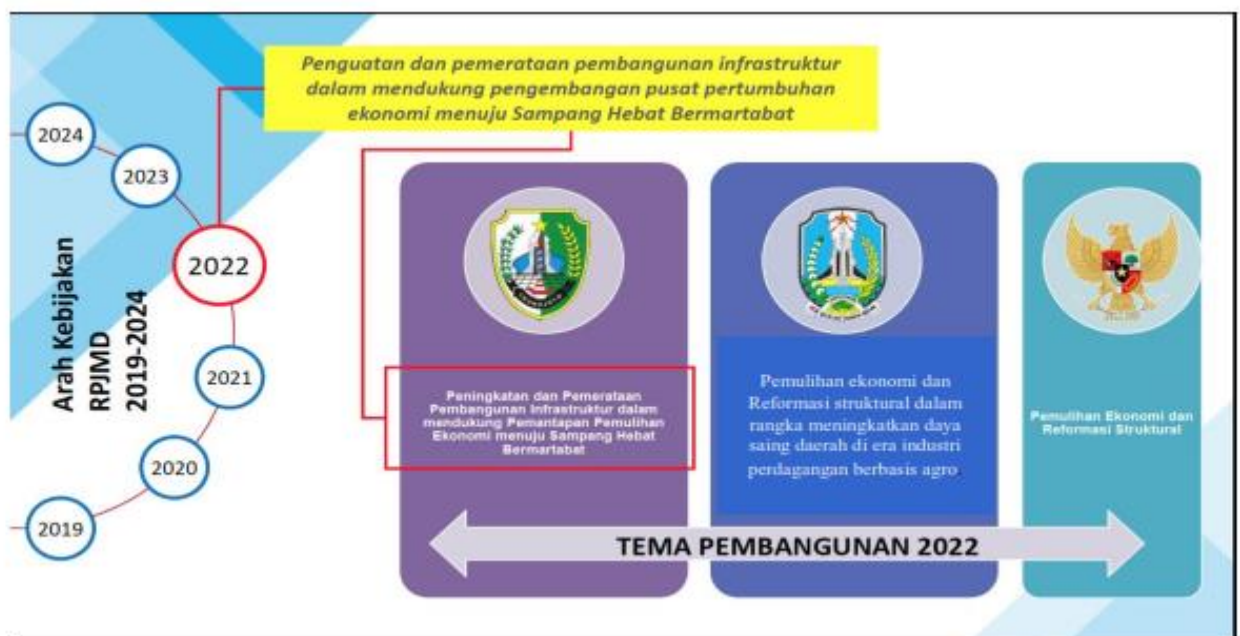 Penguatan dan pemerataan pembangunan infrastruktur
dalam mendukung pengembangan pusat pertumbuhan
ekonomi menuju Sampang Hebat Bermartabat
2024
2023
2022
2021
2020
2019
Arah Kebijakan
RPJMD
2019-2024
Peningkatan dan Pemerataan
Pembangunan Infrastruktur dalam
mendukung Pemantapan Pemulihan
Ekonomi menuju Sampang Hebat
Bermartabat
Pemulihan ekonomi dan
Reformasi struktural dalam
rangka meningkatkan daya
saing daerah di era industri
perdagangan berbasis agro.
Pemulihan Ekonomi dan
Reformasi Struktural
TEMA PEMBANGUNAN 2022